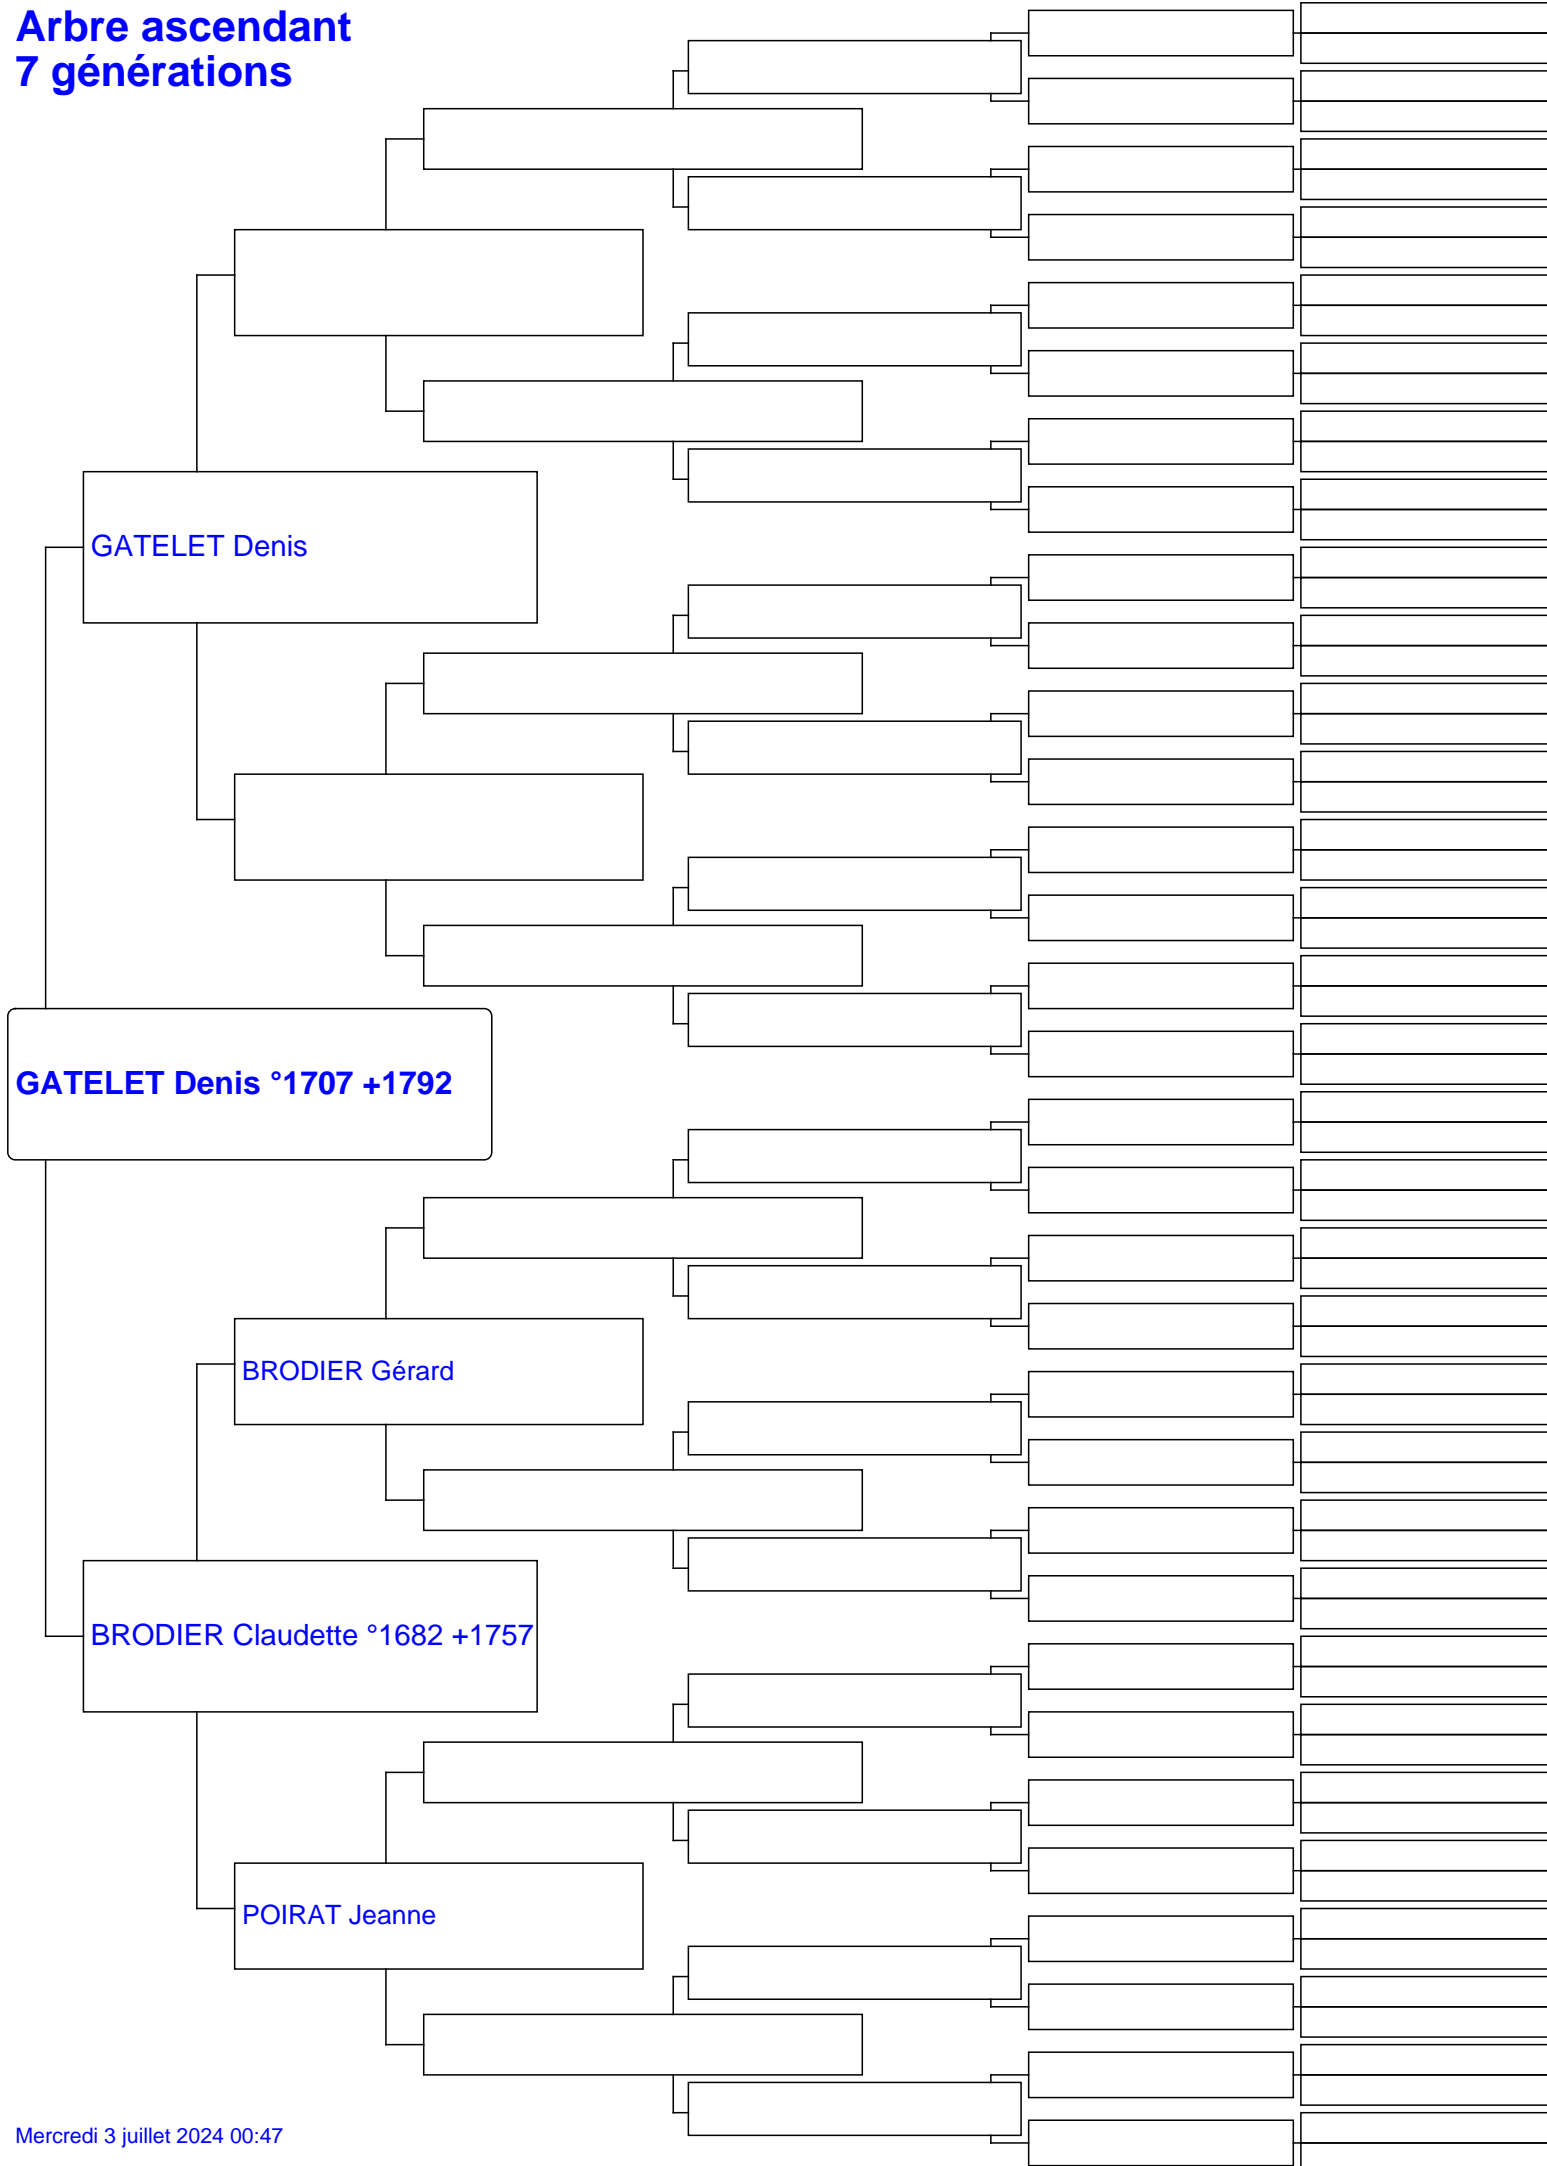 Arbre ascendant
7 générations
GATELET Denis
GATELET Denis °1707 +1792
BRODIER Gérard
BRODIER Claudette °1682 +1757
POIRAT Jeanne
Mercredi 3 juillet 2024 00:47